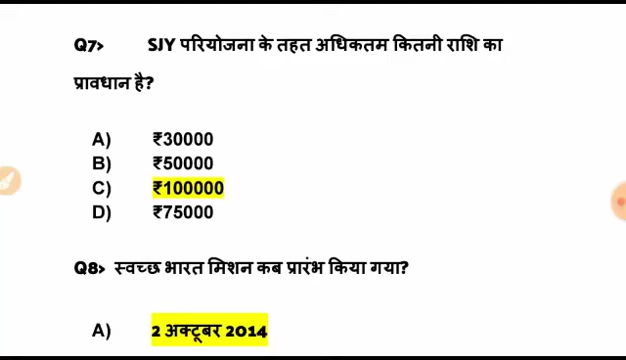 Q7> SJY परियोजना के तहत अधिकतम कितनी राशि का
प्रावधान है?
A) ₹30000
B) ₹50000
C) ₹100000
D) ₹75000
Q8> स्वच्छ भारत मिशन कब प्रारंभ किया गया?
A) 2 अक्टूबर 2014